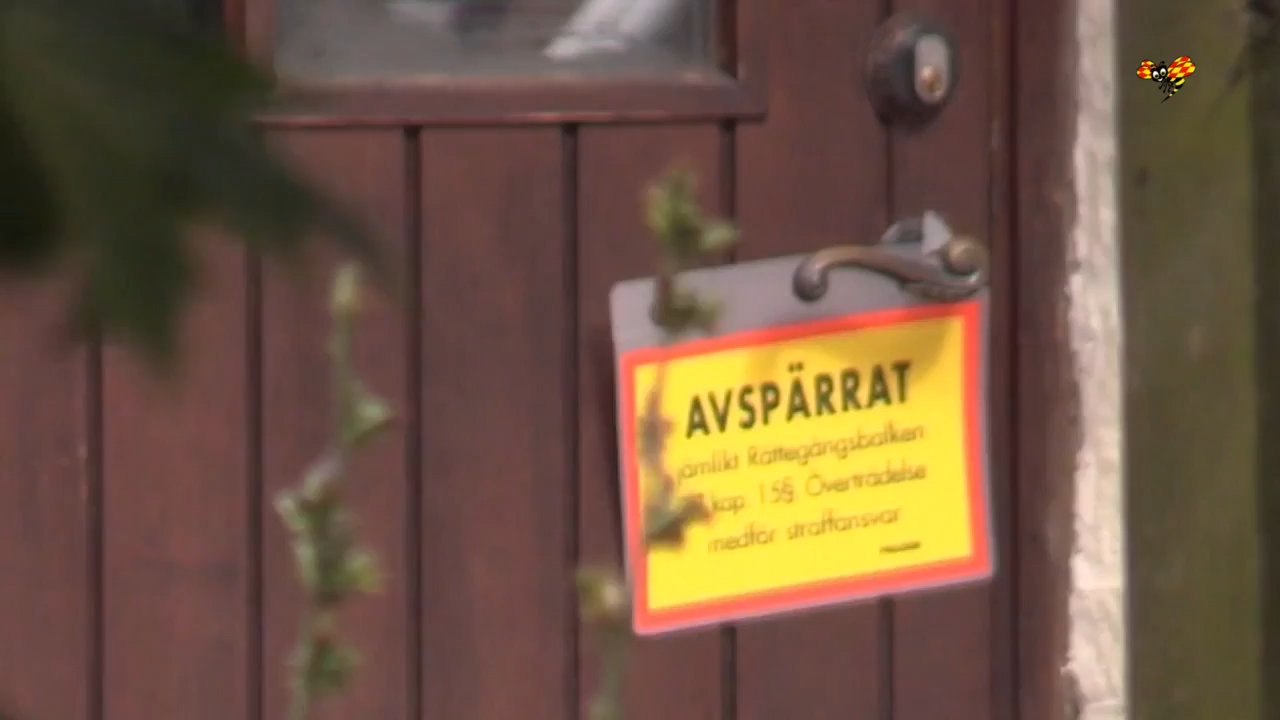 AVSPÄRRAT
jämlikt Rättegångsbalken
kap. 15§. Överträdelse
medför straffansvar